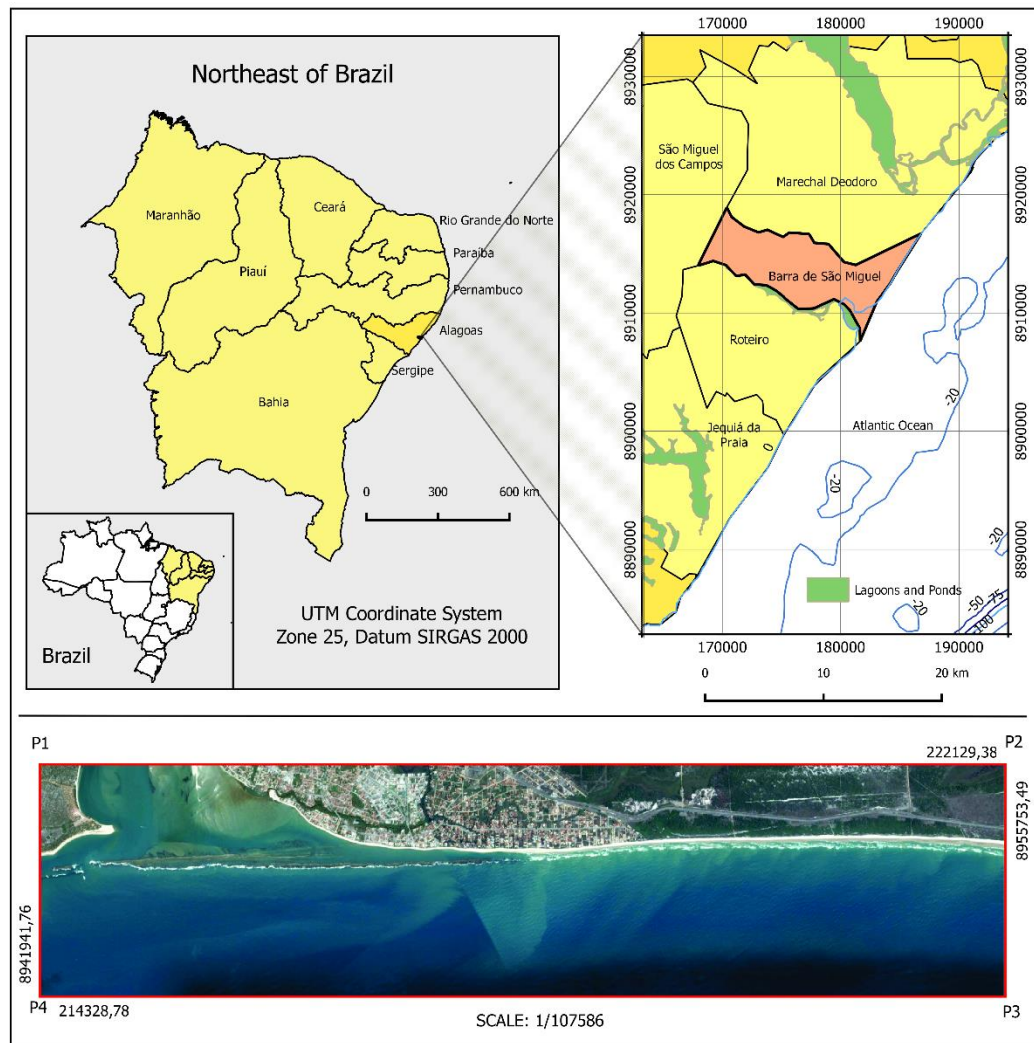 Northeast of Brazil
Maranhão
Piauí
Ceará
Rio Grande do Norte
Paraíba
Pernambuco
Alagoas
Sergipe
Bahia
0 300 600 km
Brazil
UTM Coordinate System
Zone 25, Datum SIRGAS 2000
170000 180000 190000
8930000 8930000
São Miguel
dos Campos
Marechal Deodoro
8920000 8920000
Barra de São Miguel
8910000 8910000
Roteiro
-20
8900000 8900000
Jequiá da
Praia
0
Atlantic Ocean
-20
8890000 8890000
-20
Lagoons and Ponds
-20
-50
-75
-100
170000 180000 190000
0 10 20 km
P1
P2
222129,38
8955753,49
8941941,76
P4 214328,78
P3
SCALE: 1/107586